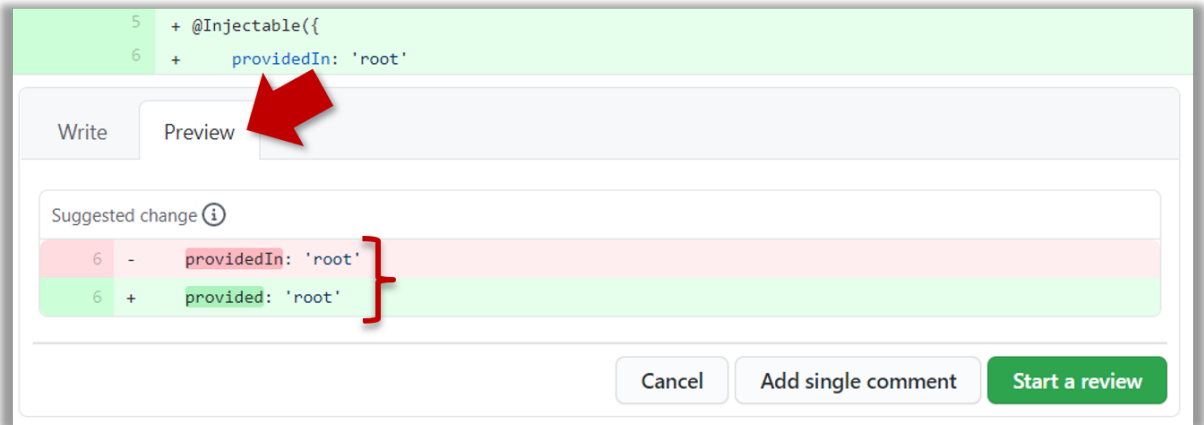 5 + @Injectable({
6 + providedIn: 'root'
Write Preview
Suggested change
6 - providedIn: 'root'
6 + provided: 'root'
Cancel Add single comment Start a review